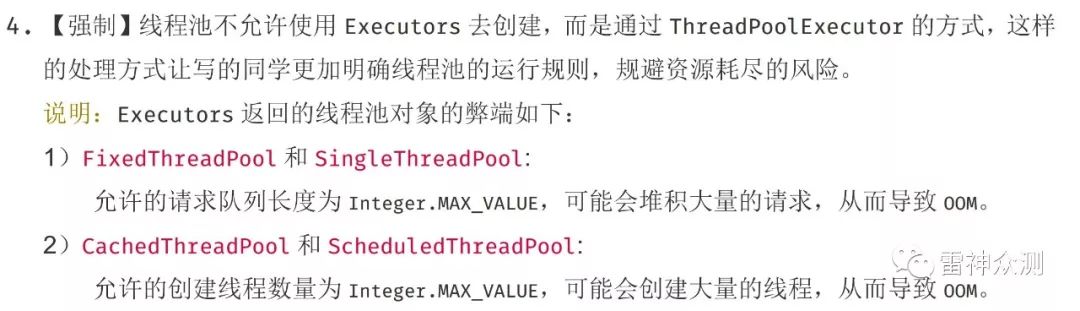 4. 【强制】线程池不允许使用 Executors 去创建，而是通过 ThreadPoolExecutor 的方式，这样
的处理方式让写的同学更加明确线程池的运行规则，规避资源耗尽的风险。
说明：Executors 返回的线程池对象的弊端如下：
1）FixedThreadPool 和 SingleThreadPool:
允许的请求队列长度为 Integer.MAX_VALUE，可能会堆积大量的请求，从而导致 OOM。
2）CachedThreadPool 和 ScheduledThreadPool:
允许的创建线程数量为 Integer.MAX_VALUE，可能会创建大量的线程，从而导致 OOM。
雷神众测